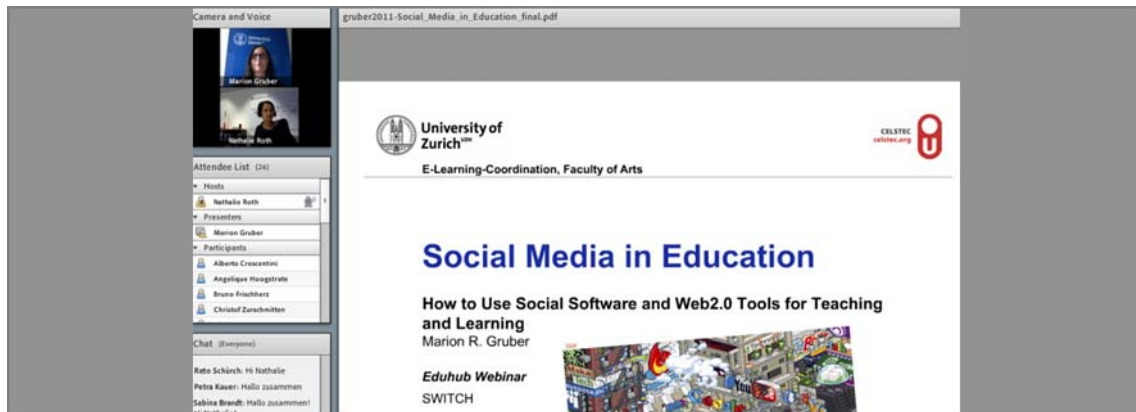 Camera and Voice
Marion Gruber
Nathalie Roth
Attendee List (24)
Hosts
Nathalie Roth
Presenters
Marion Gruber
Participants
Alberto Crescentini
Angelique Hoogstrate
Bruno Frischherz
Christof Zurschmitten
Chat (Everyone)
Reto Schürch: Hi Nathalie
Petra Kauer: Hallo zusammen
Sabina Brandt: Hallo zusammen!
gruber2011-Social_Media_in_Education_final.pdf
University of
Zurich UZH
CELSTEC
celstec.org
E-Learning-Coordination, Faculty of Arts
Social Media in Education
How to Use Social Software and Web2.0 Tools for Teaching
and Learning
Marion R. Gruber
Eduhub Webinar
SWITCH